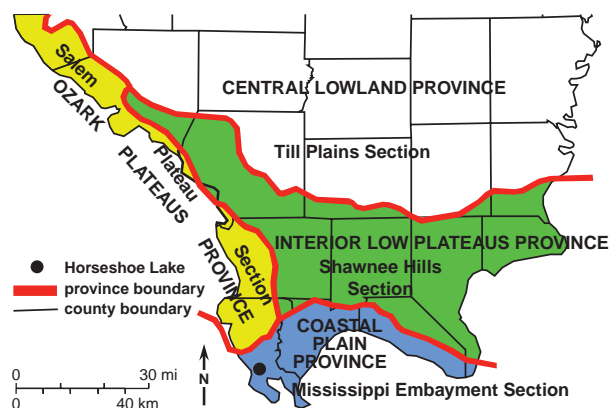 Salem
Plateau
Section
OZARK
PLATEAUS
PROVINCE
CENTRAL LOWLAND PROVINCE
Till Plains Section
INTERIOR LOW PLATEAUS PROVINCE
Shawnee Hills
Section
COASTAL
PLAIN
PROVINCE
Mississippi Embayment Section
Horseshoe Lake
province boundary
county boundary
0 30 mi
0 40 km
N